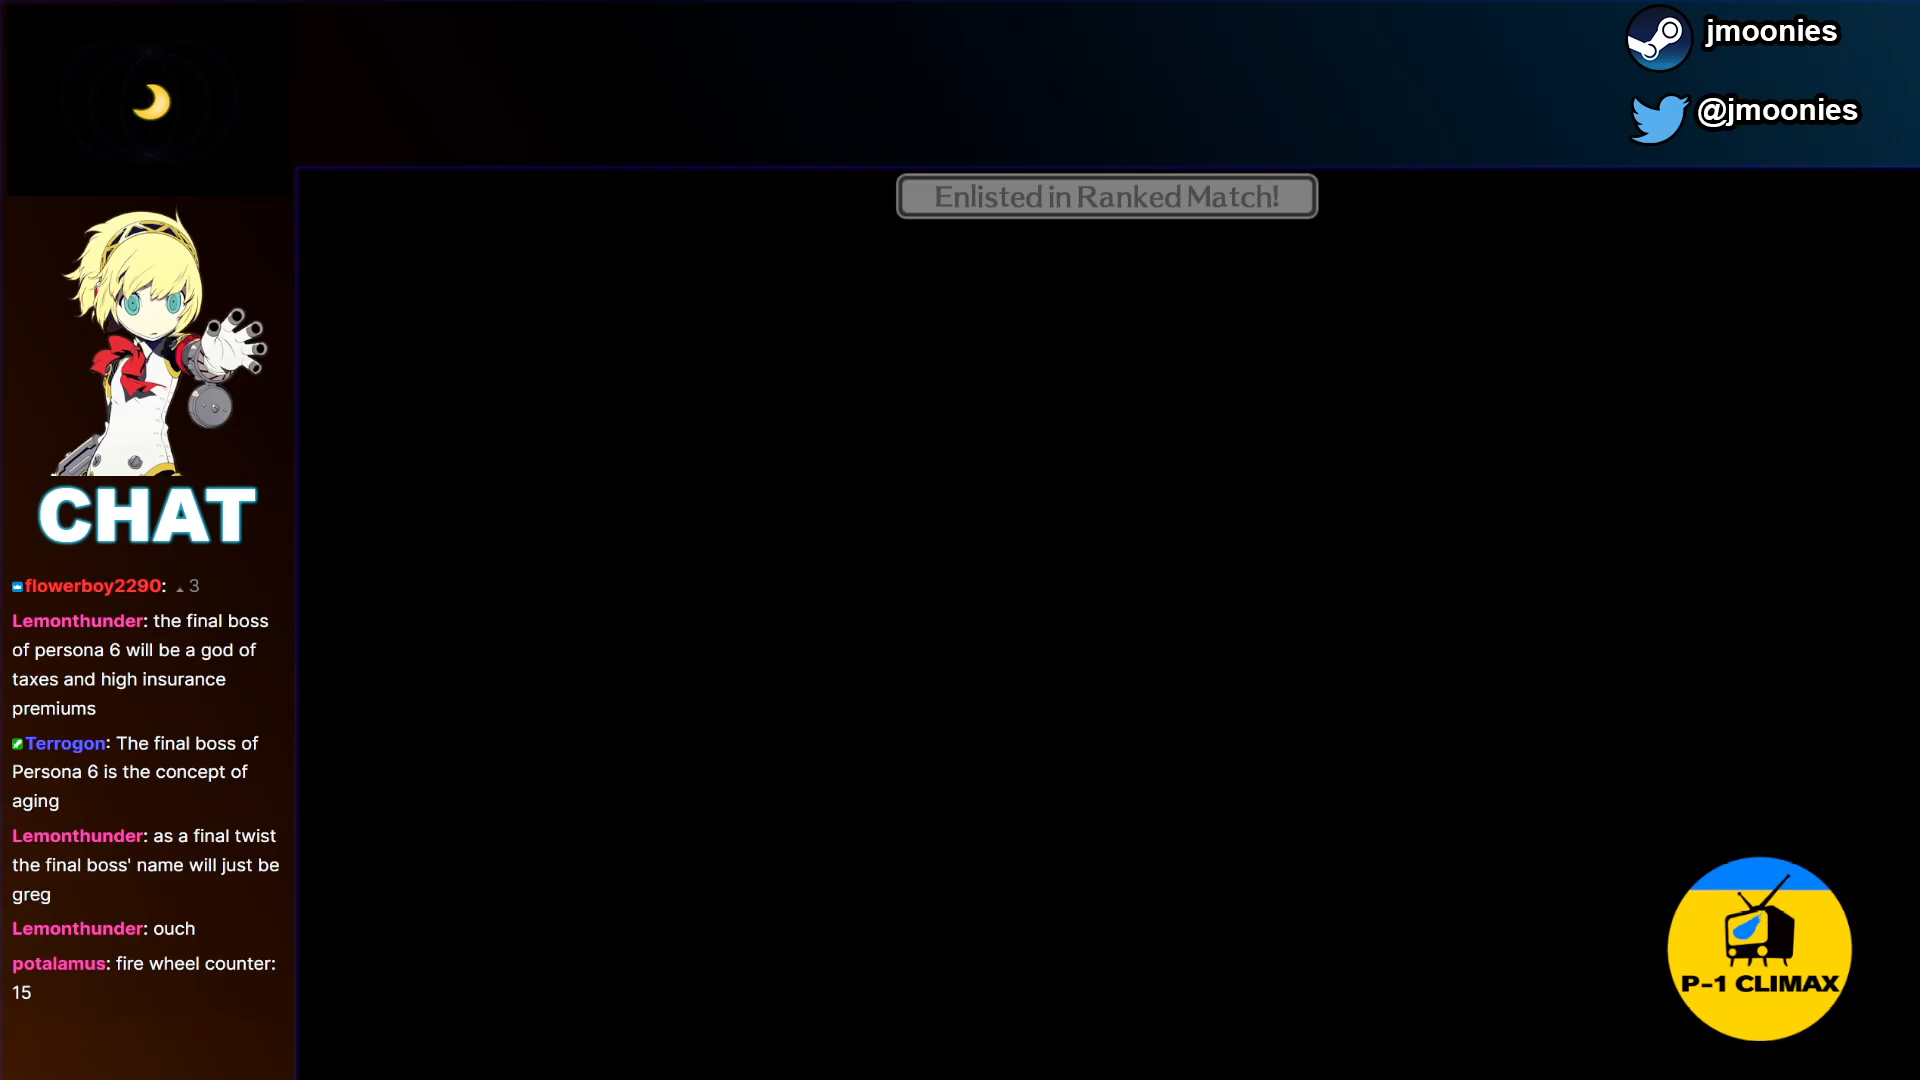 jmoonies
@jmoonies
Enlisted in Ranked Match!
CHAT
flowerboy2290: 3
Lemonthunder: the final boss
of persona 6 will be a god of
taxes and high insurance
premiums
Terrogon: The final boss of
Persona 6 is the concept of
aging
Lemonthunder: as a final twist
the final boss' name will just be
greg
Lemonthunder: ouch
potalamus: fire wheel counter:
15
P-1 CLIMAX